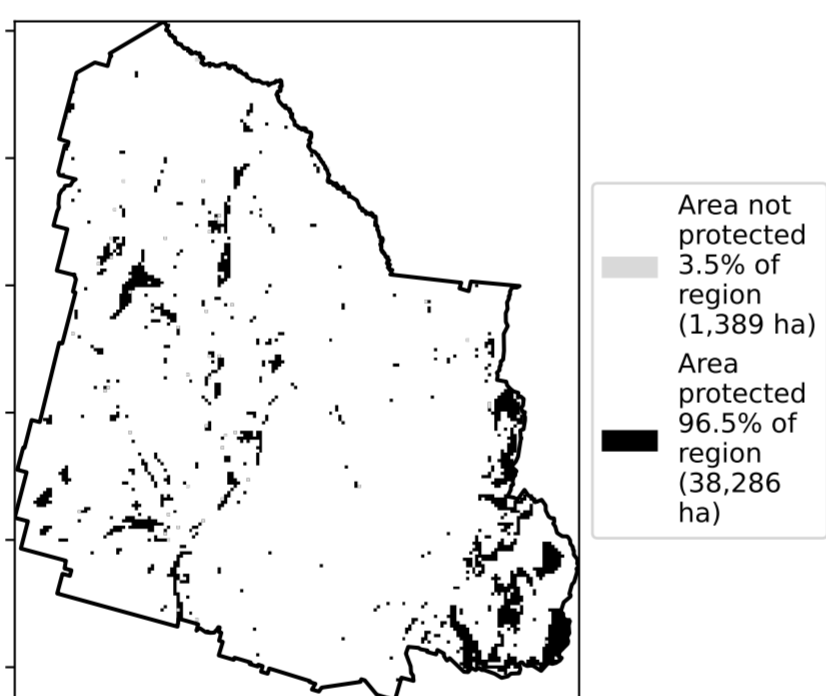 Area not
protected
3.5% of
region
(1,389 ha)
Area
protected
96.5% of
region
(38,286
ha)